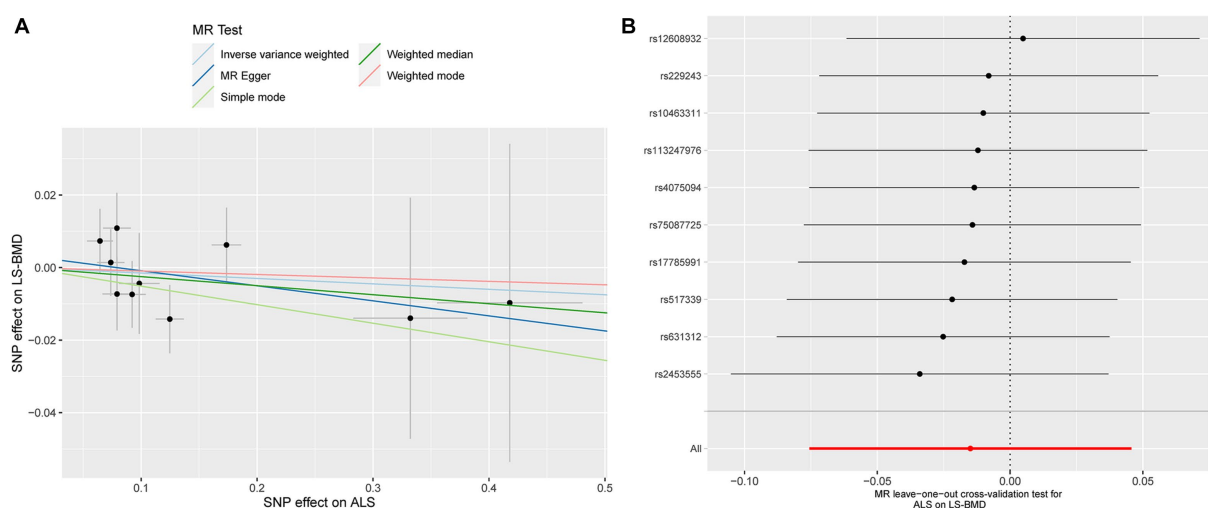 A
MR Test
Inverse variance weighted
Weighted median
MR Egger
Weighted mode
Simple mode
SNP effect on LS-BMD
0.02
0.00
−0.02
−0.04
0.1
0.2
0.3
0.4
0.5
SNP effect on ALS
B
rs12608932
rs229243
rs10463311
rs113247976
rs4075094
rs75087725
rs17785991
rs517339
rs631312
rs2453555
All
−0.10
−0.05
0.00
0.05
MR leave−one−out cross−validation test for
ALS on LS−BMD